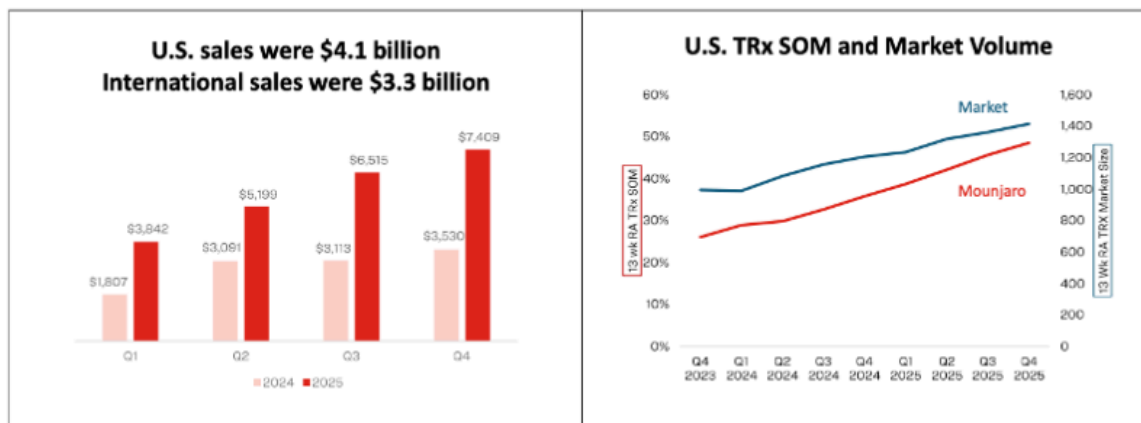 U.S. sales were $4.1 billion
International sales were $3.3 billion
$1,807
$3,842
$3,091
$5,199
$3,113
$6,515
$3,530
$7,409
Q1
Q2
Q3
Q4
2024
2025
U.S. TRx SOM and Market Volume
60%
50%
40%
30%
20%
10%
0%
13 wk RA TRx SOM
Market
Mounjaro
1,600
1,400
1,200
1,000
800
600
400
200
0
13 Wk RA TRX Market Size
Q4 2023
Q1 2024
Q2 2024
Q3 2024
Q4 2024
Q1 2025
Q2 2025
Q3 2025
Q4 2025